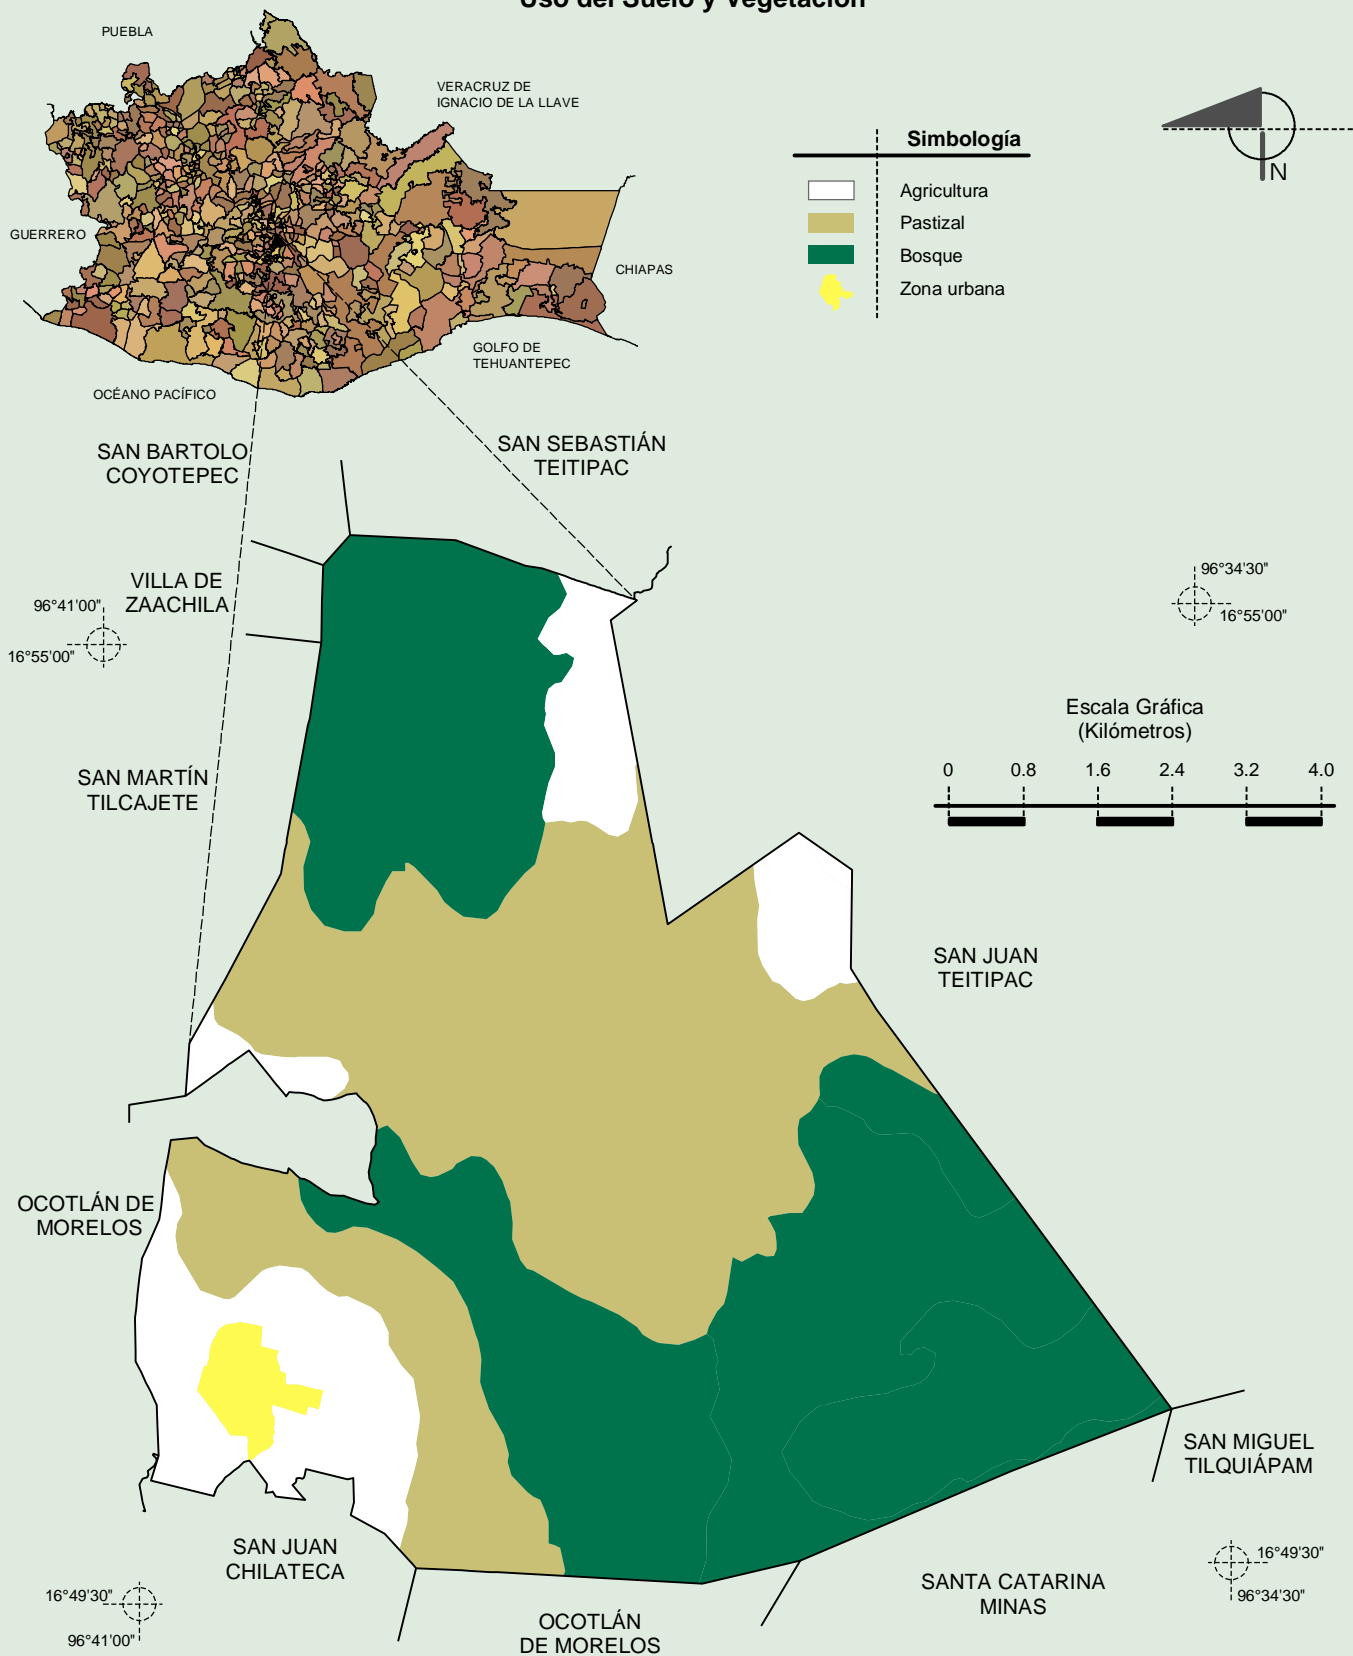 Uso del Suelo y Vegetación
PUEBLA
VERACRUZ DE
IGNACIO DE LA LLAVE
GUERRERO
CHIAPAS
GOLFO DE
TEHUANTEPEC
OCÉANO PACÍFICO
N
Simbología
Agricultura
Pastizal
Bosque
Zona urbana
SAN BARTOLO
COYOTEPEC
SAN SEBASTIÁN
TEITIPAC
VILLA DE
ZAACHILA
96°41'00"
16°55'00"
96°34'30"
16°55'00"
Escala Gráfica
(Kilómetros)
0 0.8 1.6 2.4 3.2 4.0
SAN MARTÍN
TILCAJETE
SAN JUAN
TEITIPAC
OCOTLÁN DE
MORELOS
SAN MIGUEL
TILQUIÁPAM
SAN JUAN
CHILATECA
16°49'30"
96°41'00"
OCOTLÁN
DE MORELOS
SANTA CATARINA
MINAS
16°49'30"
96°34'30"